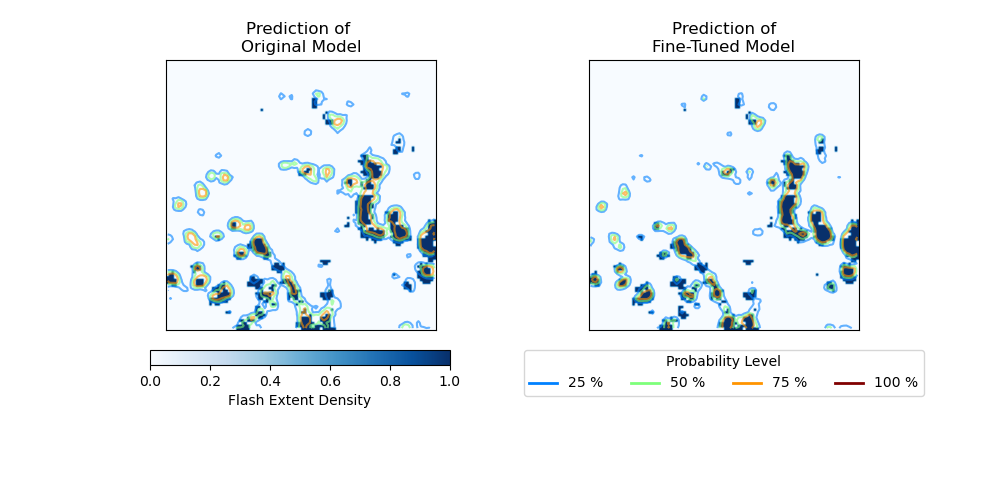 Prediction of
Original Model
Prediction of
Fine-Tuned Model
0.0 0.2 0.4 0.6 0.8 1.0
Flash Extent Density
Probability Level
25 % 50 % 75 % 100 %